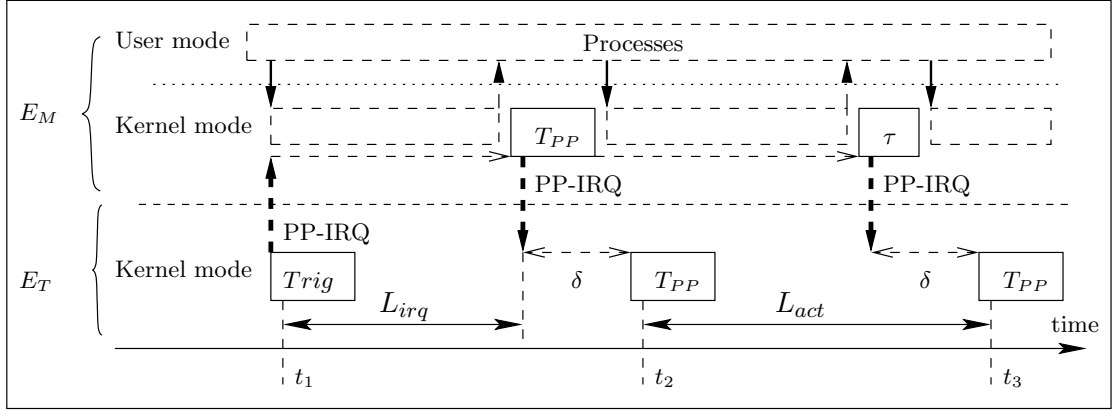 User mode
Processes
E_M
Kernel mode
T_PP
τ
PP-IRQ
PP-IRQ
PP-IRQ
E_T
Kernel mode
Trig
δ
T_PP
δ
T_PP
L_irq
L_act
time
t_1
t_2
t_3